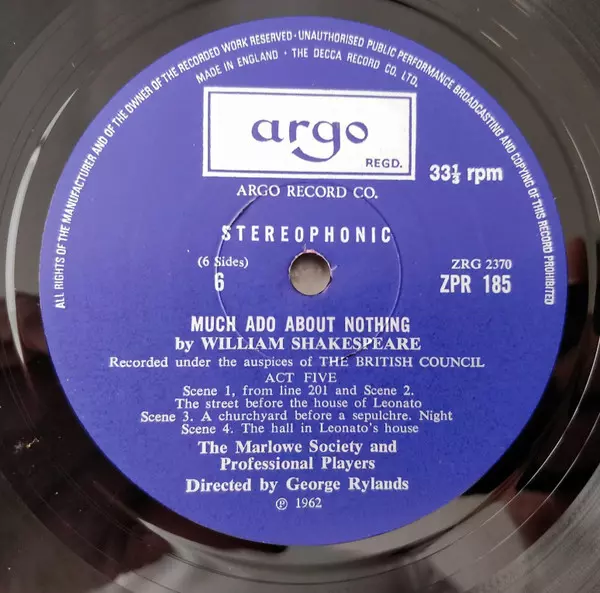 ALL RIGHTS OF THE MANUFACTURER AND OF THE OWNER OF THE RECORDED WORK RESERVED · UNAUTHORISED PUBLIC PERFORMANCE BROADCASTING AND COPYING OF THIS RECORD PROHIBITED
MADE IN ENGLAND · THE DECCA RECORD CO. LTD.
argo
REGD.
33⅓ rpm
ARGO RECORD CO.
STEREOPHONIC
(6 Sides)
6
ZRG 2370
ZPR 185
MUCH ADO ABOUT NOTHING
by WILLIAM SHAKESPEARE
Recorded under the auspices of THE BRITISH COUNCIL
ACT FIVE
Scene 1, from line 201 and Scene 2.
The street before the house of Leonato
Scene 3. A churchyard before a sepulchre. Night
Scene 4. The hall in Leonato's house
The Marlowe Society and
Professional Players
Directed by George Rylands
℗ 1962